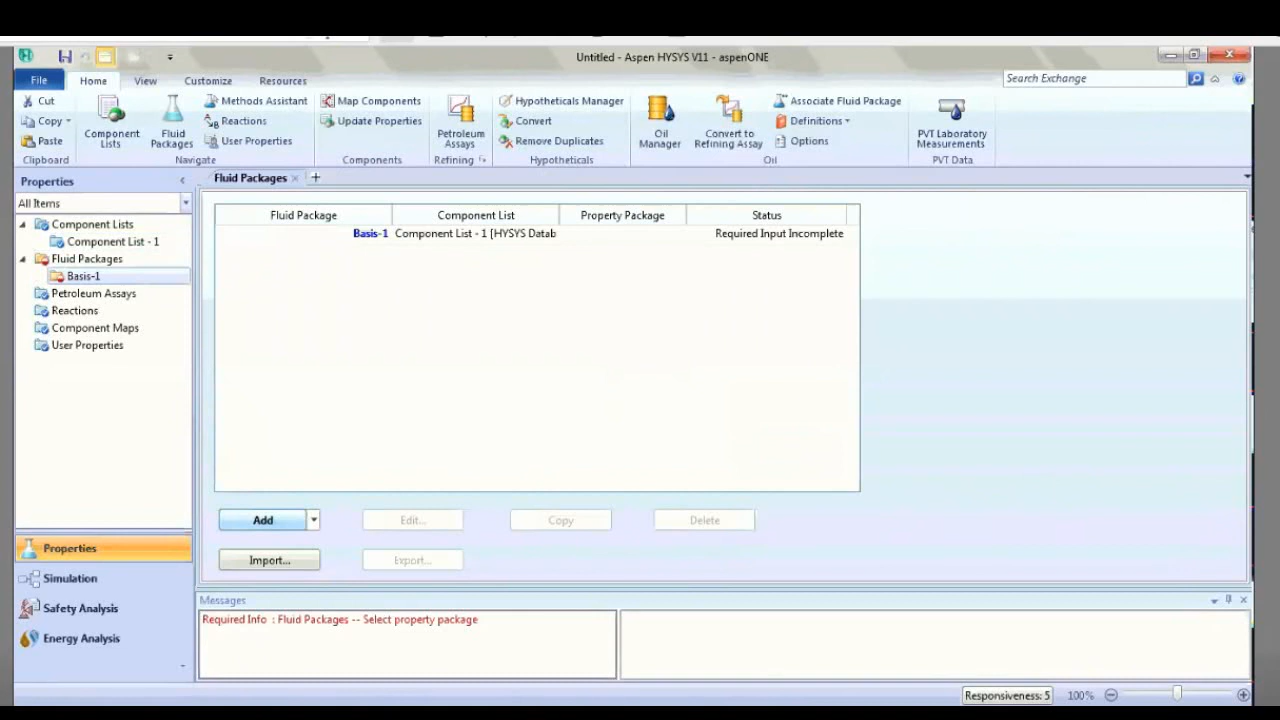 Untitled - Aspen HYSYS V11 - aspenONE
File Home View Customize Resources Search Exchange
Cut
Copy
Paste
Clipboard
Component Lists
Fluid Packages
Methods Assistant
Reactions
User Properties
Navigate
Map Components
Update Properties
Components
Petroleum Assays
Refining
Hypotheticals Manager
Convert
Remove Duplicates
Hypotheticals
Oil Manager
Convert to Refining Assay
Associate Fluid Package
Definitions
Options
Oil
PVT Laboratory Measurements
PVT Data
Properties
All Items
Component Lists
Component List - 1
Fluid Packages
Basis-1
Petroleum Assays
Reactions
Component Maps
User Properties
Properties
Simulation
Safety Analysis
Energy Analysis
Fluid Packages
Fluid Package Component List Property Package Status
Basis-1 Component List - 1 [HYSYS Datab Required Input Incomplete
Add Edit... Copy Delete
Import... Export...
Messages
Required Info : Fluid Packages -- Select property package
Responsiveness: 5 100%